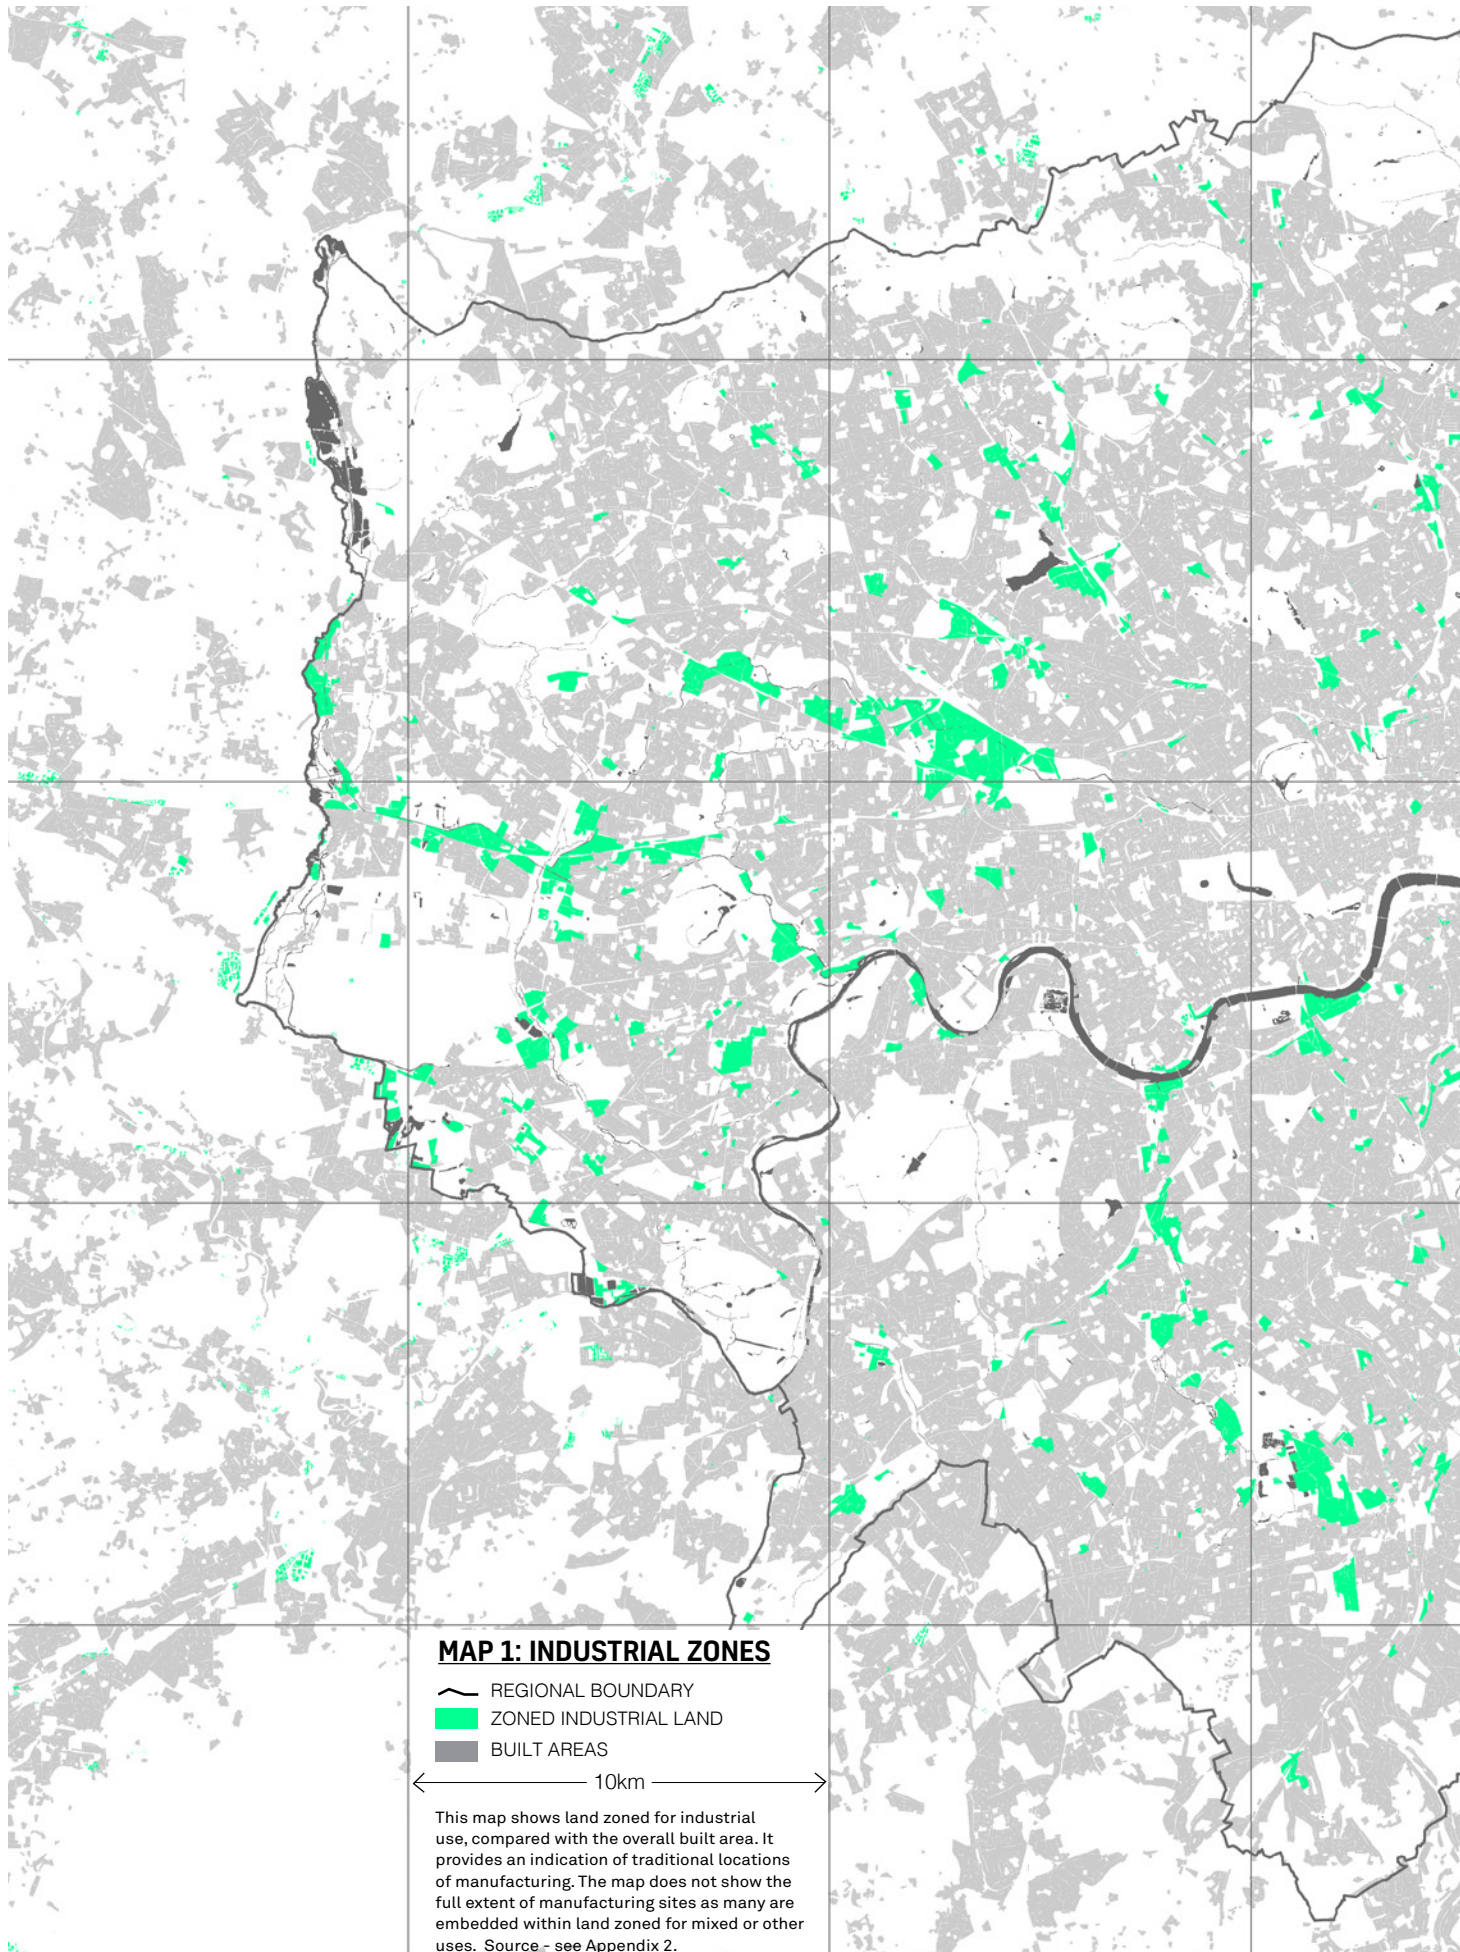 MAP 1: INDUSTRIAL ZONES
REGIONAL BOUNDARY
ZONED INDUSTRIAL LAND
BUILT AREAS
10km
This map shows land zoned for industrial
use, compared with the overall built area. It
provides an indication of traditional locations
of manufacturing. The map does not show the
full extent of manufacturing sites as many are
embedded within land zoned for mixed or other
uses. Source - see Appendix 2.